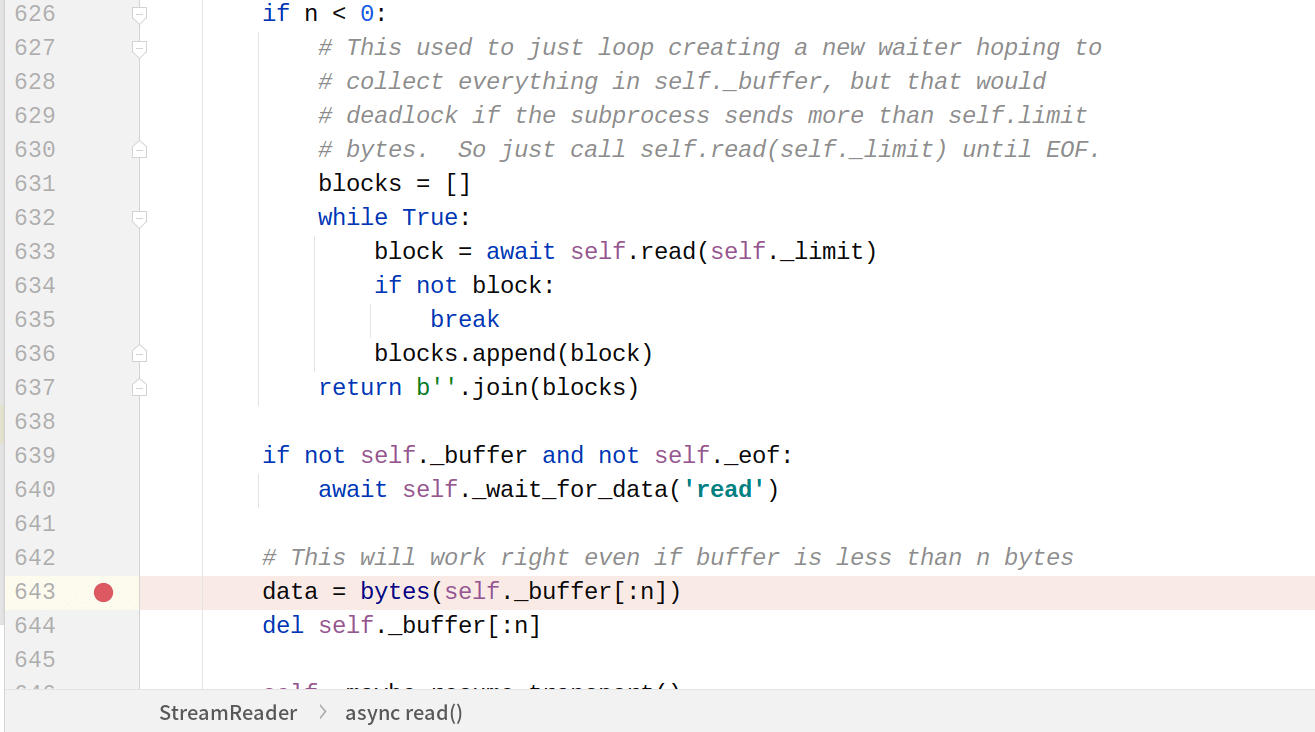 626 if n < 0:
627 # This used to just loop creating a new waiter hoping to
628 # collect everything in self._buffer, but that would
629 # deadlock if the subprocess sends more than self.limit
630 # bytes.  So just call self.read(self._limit) until EOF.
631 blocks = []
632 while True:
633 block = await self.read(self._limit)
634 if not block:
635 break
636 blocks.append(block)
637 return b''.join(blocks)
638
639 if not self._buffer and not self._eof:
640 await self._wait_for_data('read')
641
642 # This will work right even if buffer is less than n bytes
643 data = bytes(self._buffer[:n])
644 del self._buffer[:n]
645
StreamReader > async read()